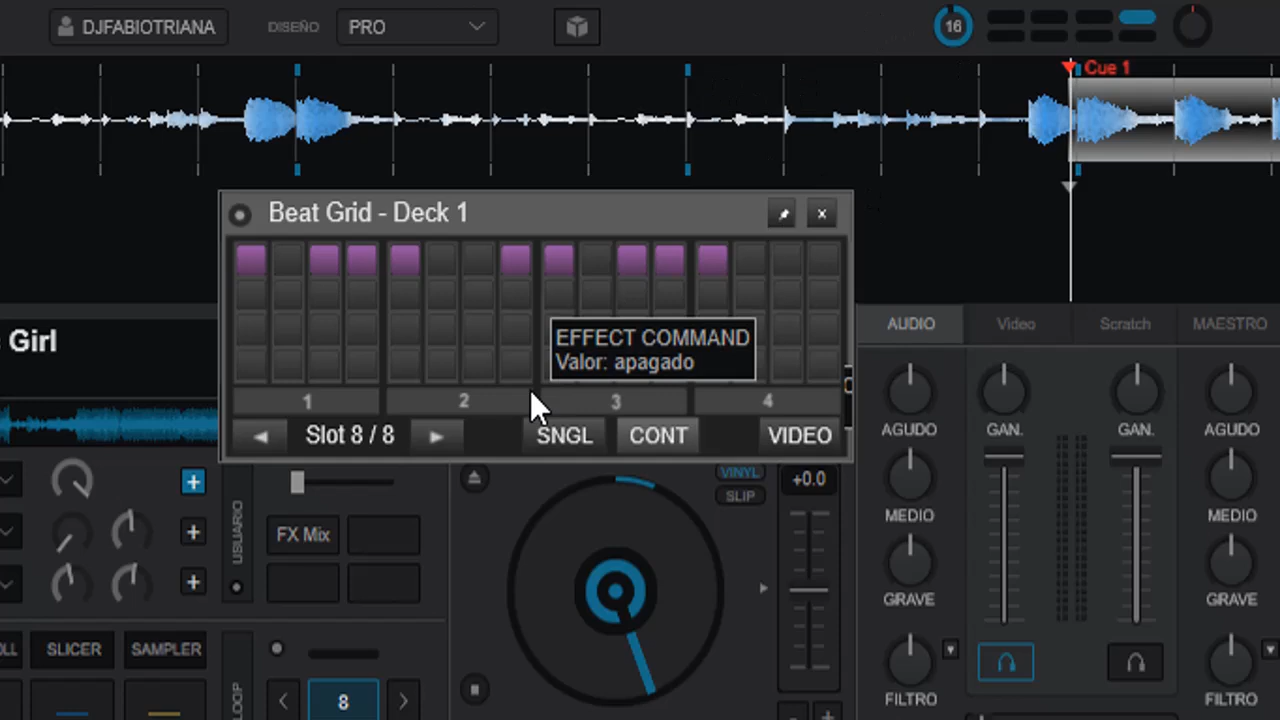 DJFABIOTRIANA
DISEÑO
PRO
16
Cue 1
Beat Grid - Deck 1
EFFECT COMMAND
Valor: apagado
1
2
3
4
Slot 8 / 8
SNGL
CONT
VIDEO
Girl
AUDIO
Video
Scratch
MAESTRO
AGUDO
GAN.
GAN.
AGUDO
MEDIO
MEDIO
GRAVE
GRAVE
FILTRO
FILTRO
USUARIO
FX Mix
VINYL
SLIP
+0.0
SLICER
SAMPLER
LOOP
8